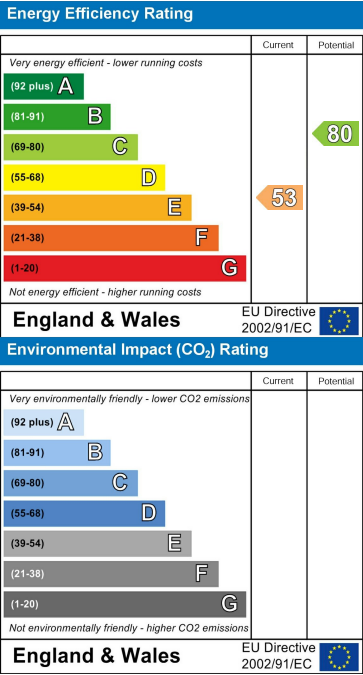 Energy Efficiency Rating
Current Potential
Very energy efficient - lower running costs
(92 plus) A
(81-91) B
80
(69-80) C
(55-68) D
(39-54) E
53
(21-38) F
(1-20) G
Not energy efficient - higher running costs
England & Wales
EU Directive
2002/91/EC
Environmental Impact (CO₂) Rating
Current Potential
Very environmentally friendly - lower CO2 emissions
(92 plus) A
(81-91) B
(69-80) C
(55-68) D
(39-54) E
(21-38) F
(1-20) G
Not environmentally friendly - higher CO2 emissions
England & Wales
EU Directive
2002/91/EC